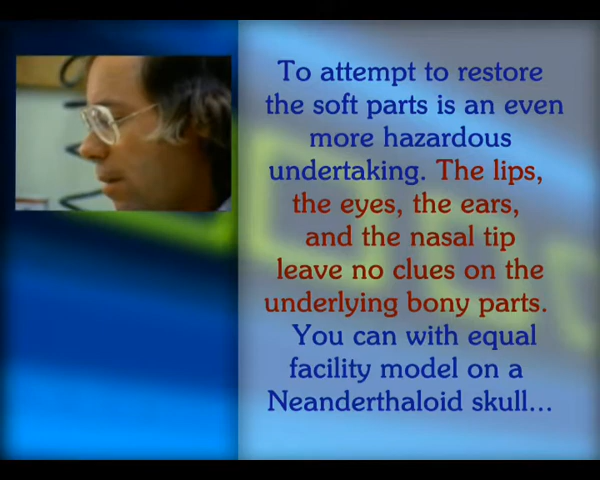 To attempt to restore
the soft parts is an even
more hazardous
undertaking. The lips,
the eyes, the ears,
and the nasal tip
leave no clues on the
underlying bony parts.
You can with equal
facility model on a
Neanderthaloid skull...